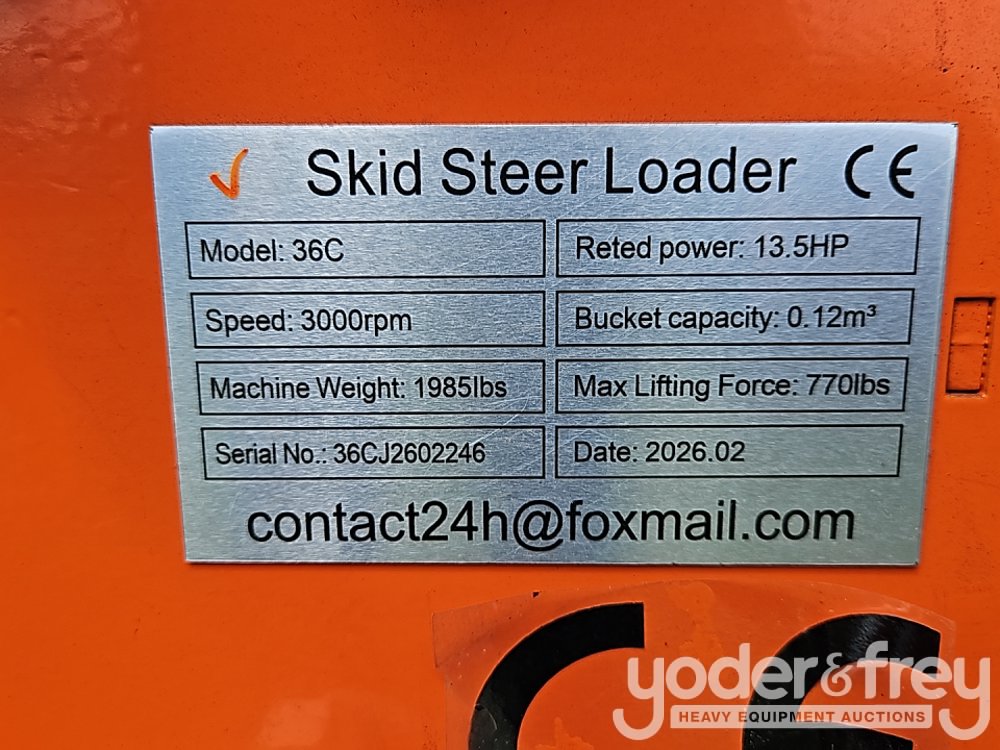 Skid Steer Loader CE
Model: 36C
Reted power: 13.5HP
Speed: 3000rpm
Bucket capacity: 0.12m³
Machine Weight: 1985lbs
Max Lifting Force: 770lbs
Serial No.: 36CJ2602246
Date: 2026.02
contact24h@foxmail.com
CE
yoder&frey
HEAVY EQUIPMENT AUCTIONS